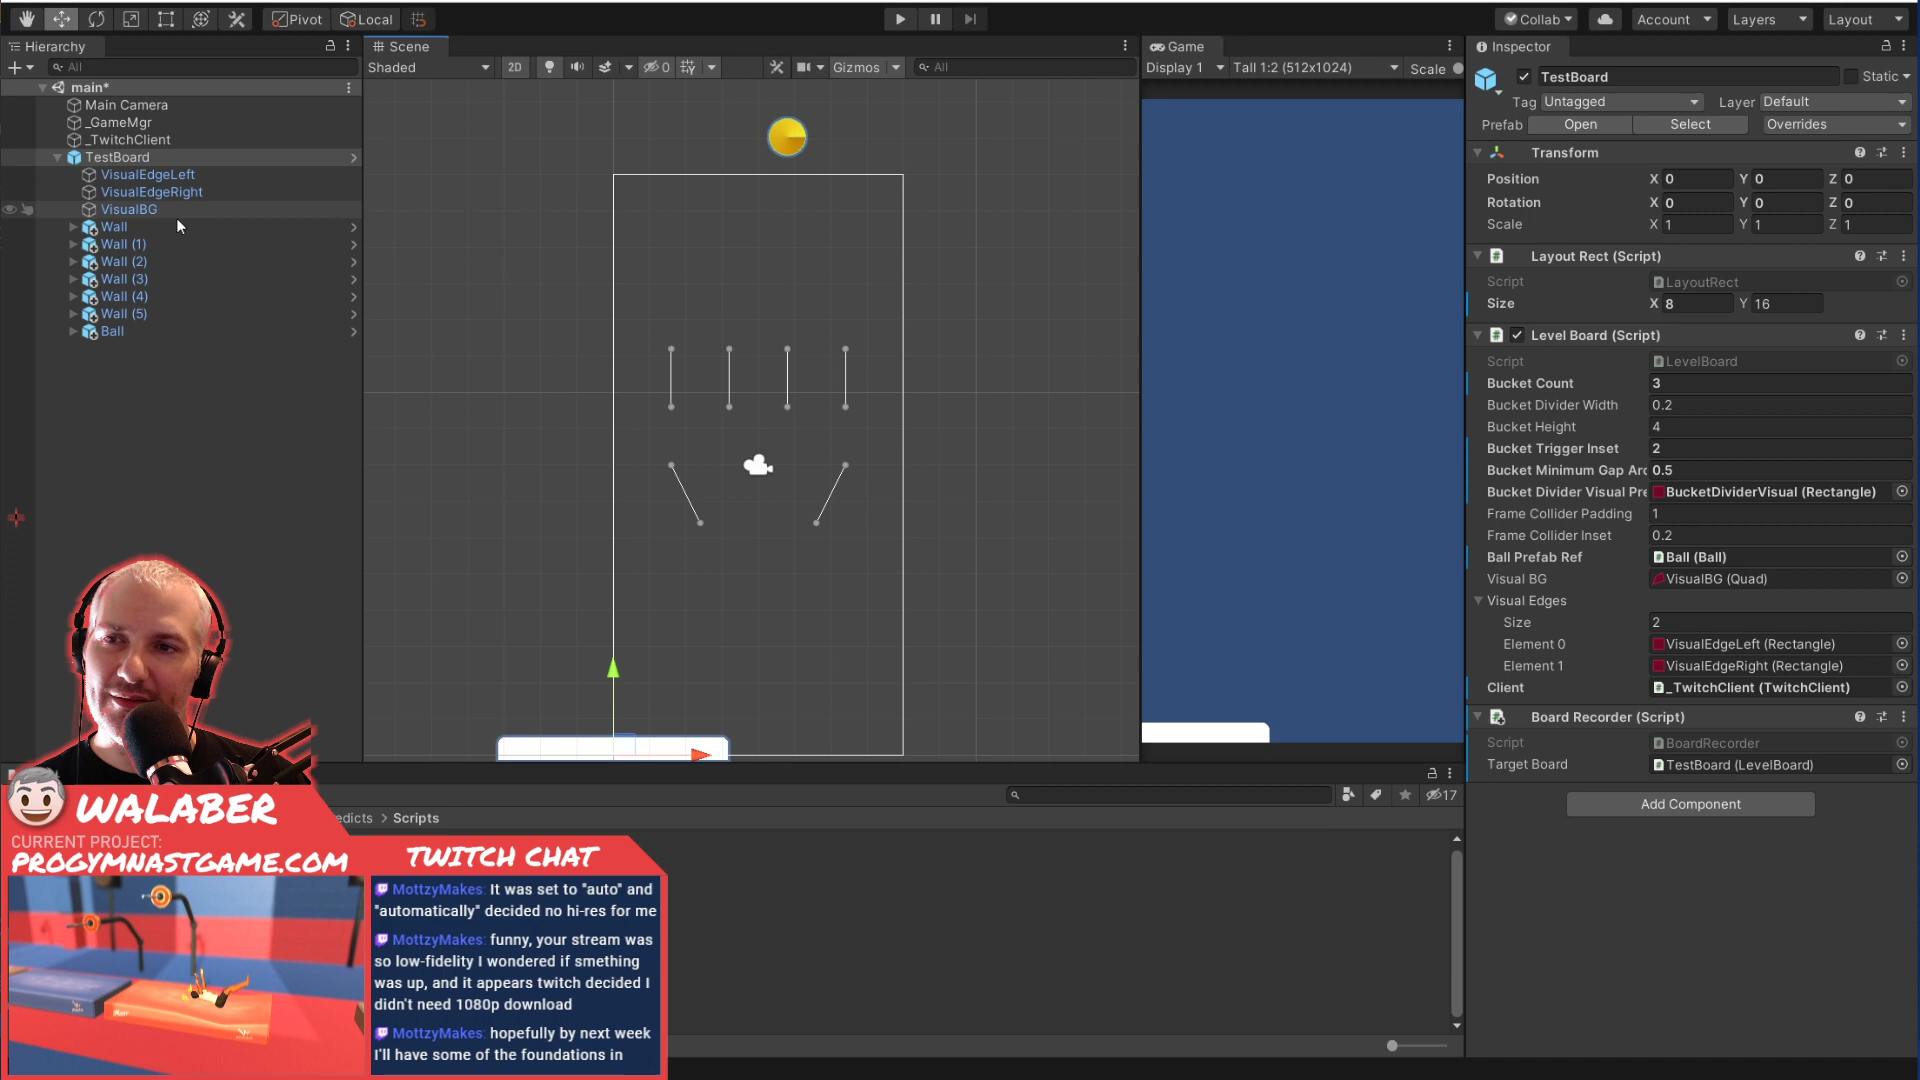 Pivot
Local
Collab
Account
Layers
Layout
Hierarchy
All
main*
Main Camera
_GameMgr
_TwitchClient
TestBoard
VisualEdgeLeft
VisualEdgeRight
VisualBG
Wall
Wall (1)
Wall (2)
Wall (3)
Wall (4)
Wall (5)
Ball
Scene
Shaded
2D
0
Gizmos
All
Game
Display 1
Tall 1:2 (512x1024)
Scale
Inspector
TestBoard
Static
Tag
Untagged
Layer
Default
Prefab
Open
Select
Overrides
Transform
Position X 0 Y 0 Z 0
Rotation X 0 Y 0 Z 0
Scale X 1 Y 1 Z 1
Layout Rect (Script)
Script LayoutRect
Size X 8 Y 16
Level Board (Script)
Script LevelBoard
Bucket Count 3
Bucket Divider Width 0.2
Bucket Height 4
Bucket Trigger Inset 2
Bucket Minimum Gap Arc 0.5
Bucket Divider Visual Pre BucketDividerVisual (Rectangle)
Frame Collider Padding 1
Frame Collider Inset 0.2
Ball Prefab Ref Ball (Ball)
Visual BG VisualBG (Quad)
Visual Edges
Size 2
Element 0 VisualEdgeLeft (Rectangle)
Element 1 VisualEdgeRight (Rectangle)
Client _TwitchClient (TwitchClient)
Board Recorder (Script)
Script BoardRecorder
Target Board TestBoard (LevelBoard)
Add Component
17
edicts > Scripts
WALABER
CURRENT PROJECT:
PROGYMNASTGAME.COM
TWITCH CHAT
MottzyMakes: It was set to "auto" and
"automatically" decided no hi-res for me
MottzyMakes: funny, your stream was
so low-fidelity I wondered if smething
was up, and it appears twitch decided I
didn't need 1080p download
MottzyMakes: hopefully by next week
I'll have some of the foundations in